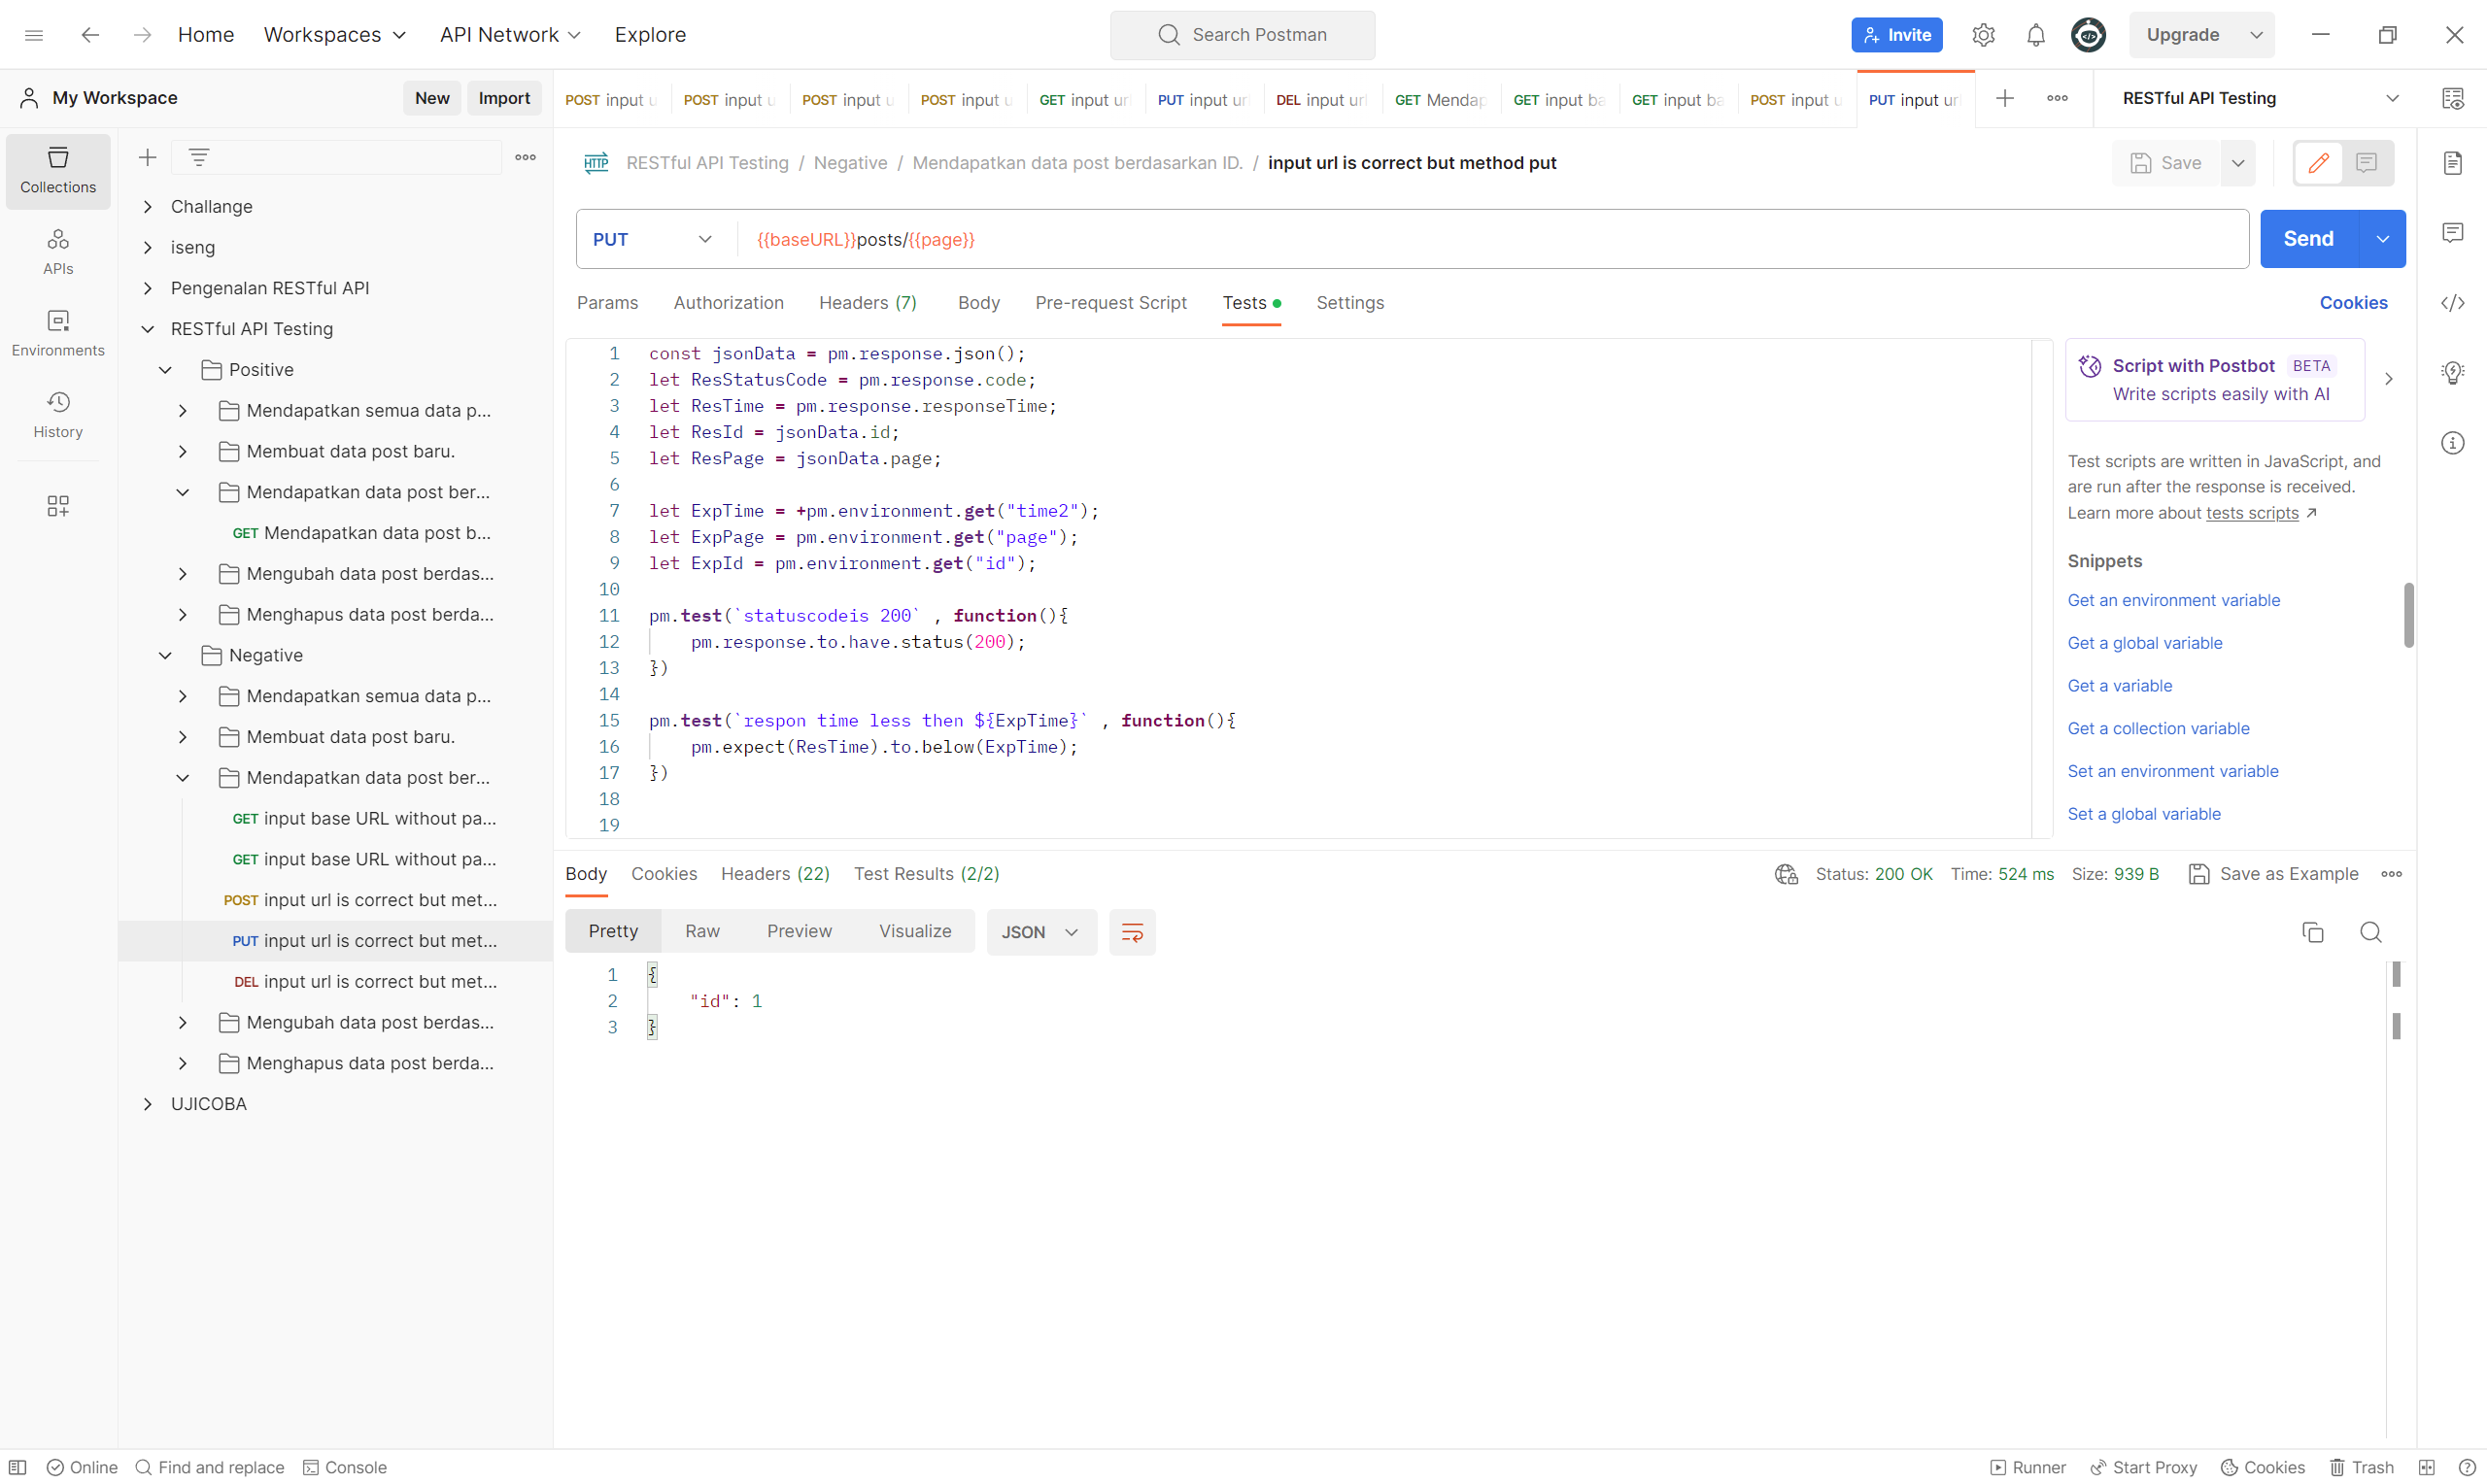 Home Workspaces API Network Explore Search Postman Invite Upgrade
My Workspace New Import
POST input u POST input u POST input u POST input u GET input url PUT input url DEL input url GET Mendap GET input ba GET input ba POST input u PUT input url RESTful API Testing
Collections
APIs
Environments
History
Challange
iseng
Pengenalan RESTful API
RESTful API Testing
Positive
Mendapatkan semua data p...
Membuat data post baru.
Mendapatkan data post ber...
GET Mendapatkan data post b...
Mengubah data post berdas...
Menghapus data post berda...
Negative
Mendapatkan semua data p...
Membuat data post baru.
Mendapatkan data post ber...
GET input base URL without pa...
GET input base URL without pa...
POST input url is correct but met...
PUT input url is correct but met...
DEL input url is correct but met...
Mengubah data post berdas...
Menghapus data post berda...
UJICOBA
HTTP RESTful API Testing / Negative / Mendapatkan data post berdasarkan ID. / input url is correct but method put Save
PUT {{baseURL}}posts/{{page}} Send
Params Authorization Headers (7) Body Pre-request Script Tests Settings Cookies
1 const jsonData = pm.response.json();
2 let ResStatusCode = pm.response.code;
3 let ResTime = pm.response.responseTime;
4 let ResId = jsonData.id;
5 let ResPage = jsonData.page;
6
7 let ExpTime = +pm.environment.get("time2");
8 let ExpPage = pm.environment.get("page");
9 let ExpId = pm.environment.get("id");
10
11 pm.test(`statuscodeis 200` , function(){
12 pm.response.to.have.status(200);
13 })
14
15 pm.test(`respon time less then ${ExpTime}` , function(){
16 pm.expect(ResTime).to.below(ExpTime);
17 })
18
19
Script with Postbot BETA
Write scripts easily with AI
Test scripts are written in JavaScript, and
are run after the response is received.
Learn more about tests scripts
Snippets
Get an environment variable
Get a global variable
Get a variable
Get a collection variable
Set an environment variable
Set a global variable
Body Cookies Headers (22) Test Results (2/2) Status: 200 OK Time: 524 ms Size: 939 B Save as Example
Pretty Raw Preview Visualize JSON
1 {
2 "id": 1
3 }
Online Find and replace Console Runner Start Proxy Cookies Trash